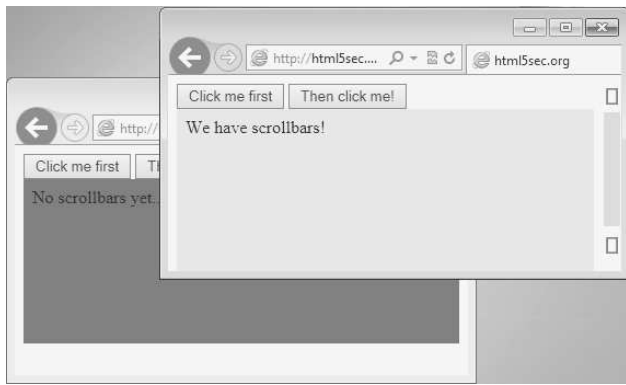 http://html5sec....
html5sec.org
Click me first
Then click me!
We have scrollbars!
http://
Click me first
No scrollbars yet..